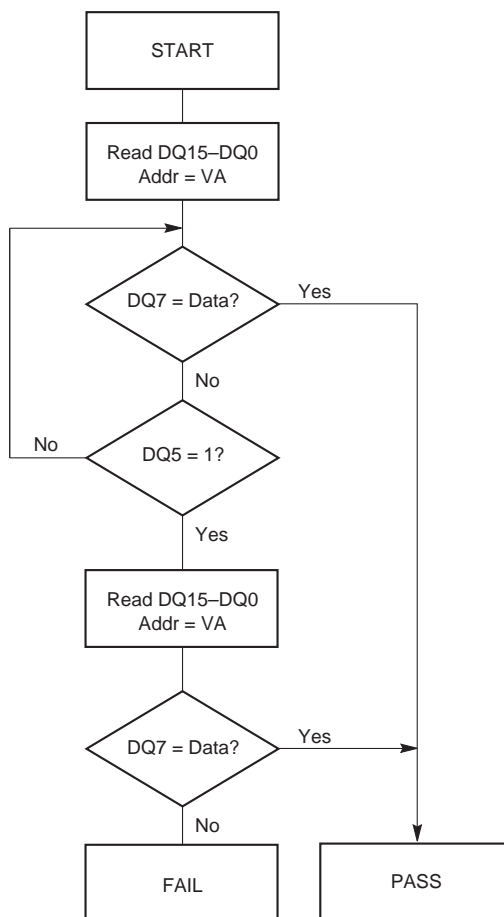 START
Read DQ15–DQ0
Addr = VA
DQ7 = Data?
Yes
No
No
DQ5 = 1?
Yes
Read DQ15–DQ0
Addr = VA
DQ7 = Data?
Yes
No
FAIL
PASS